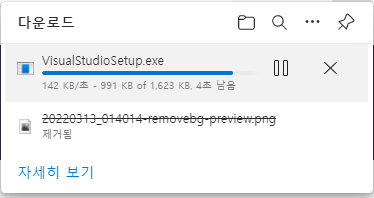 다운로드
VisualStudioSetup.exe
142 KB/초 - 991 KB of 1,623 KB, 4초 남음
20220313_014014-removebg-preview.png
제거됨
자세히 보기